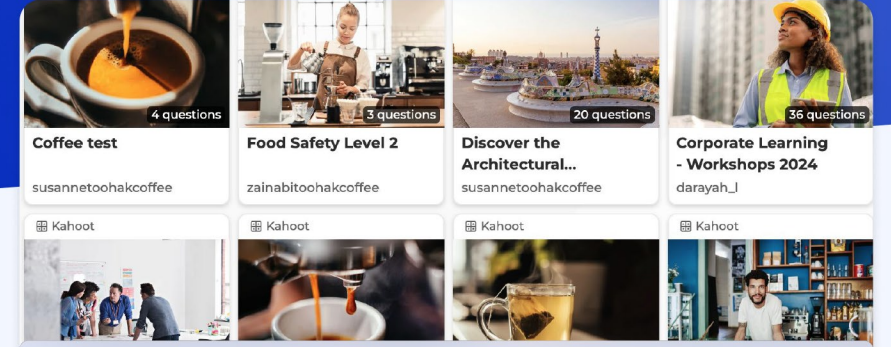 4 questions
3 questions
20 questions
36 questions
Coffee test
susannetoohakcoffee
Food Safety Level 2
zainabitoohakcoffee
Discover the
Architectural...
susannetoohakcoffee
Corporate Learning
- Workshops 2024
darayah_l
Kahoot
Kahoot
Kahoot
Kahoot